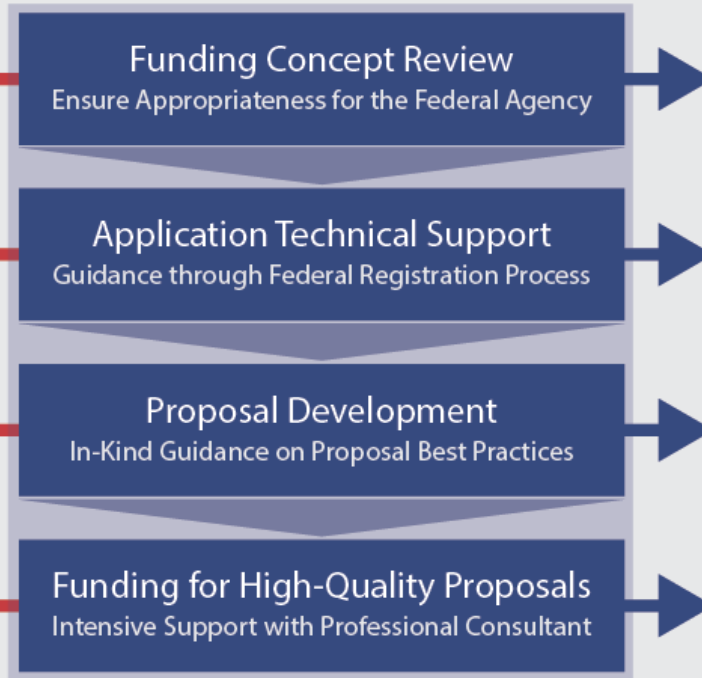 Funding Concept Review
Ensure Appropriateness for the Federal Agency
Application Technical Support
Guidance through Federal Registration Process
Proposal Development
In-Kind Guidance on Proposal Best Practices
Funding for High-Quality Proposals
Intensive Support with Professional Consultant